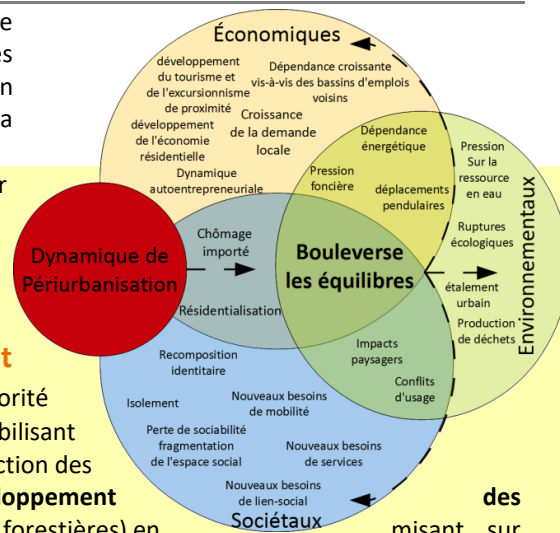 e
es
n
a
r
Économiques
développement
du tourisme et
de l'excursionnisme
de proximité
développement
de l'économie
résidentielle
Dynamique
autoentrepreneuriale
Dépendance croissante
vis-à-vis des bassins d'emplois
voisins
Croissance
de la demande
locale
Dépendance
énergétique
Pression
foncière
déplacements
pendulaires
Pression
Sur la
ressource
en eau
Ruptures
écologiques
étalement
urbain
Production
de déchets
Environnementaux
Dynamique de
Périurbanisation
Chômage
importé
Résidentialisation
Bouleverse
les équilibres
Impacts
paysagers
Conflits
d'usage
Recomposition
identitaire
Isolement
Nouveaux besoins
de mobilité
Perte de sociabilité
fragmentation
de l'espace social
Nouveaux besoins
de services
Nouveaux besoins
de lien-social
Sociétaux
t
orité
bilisant
ction des
loppement des
forestières) en misant sur